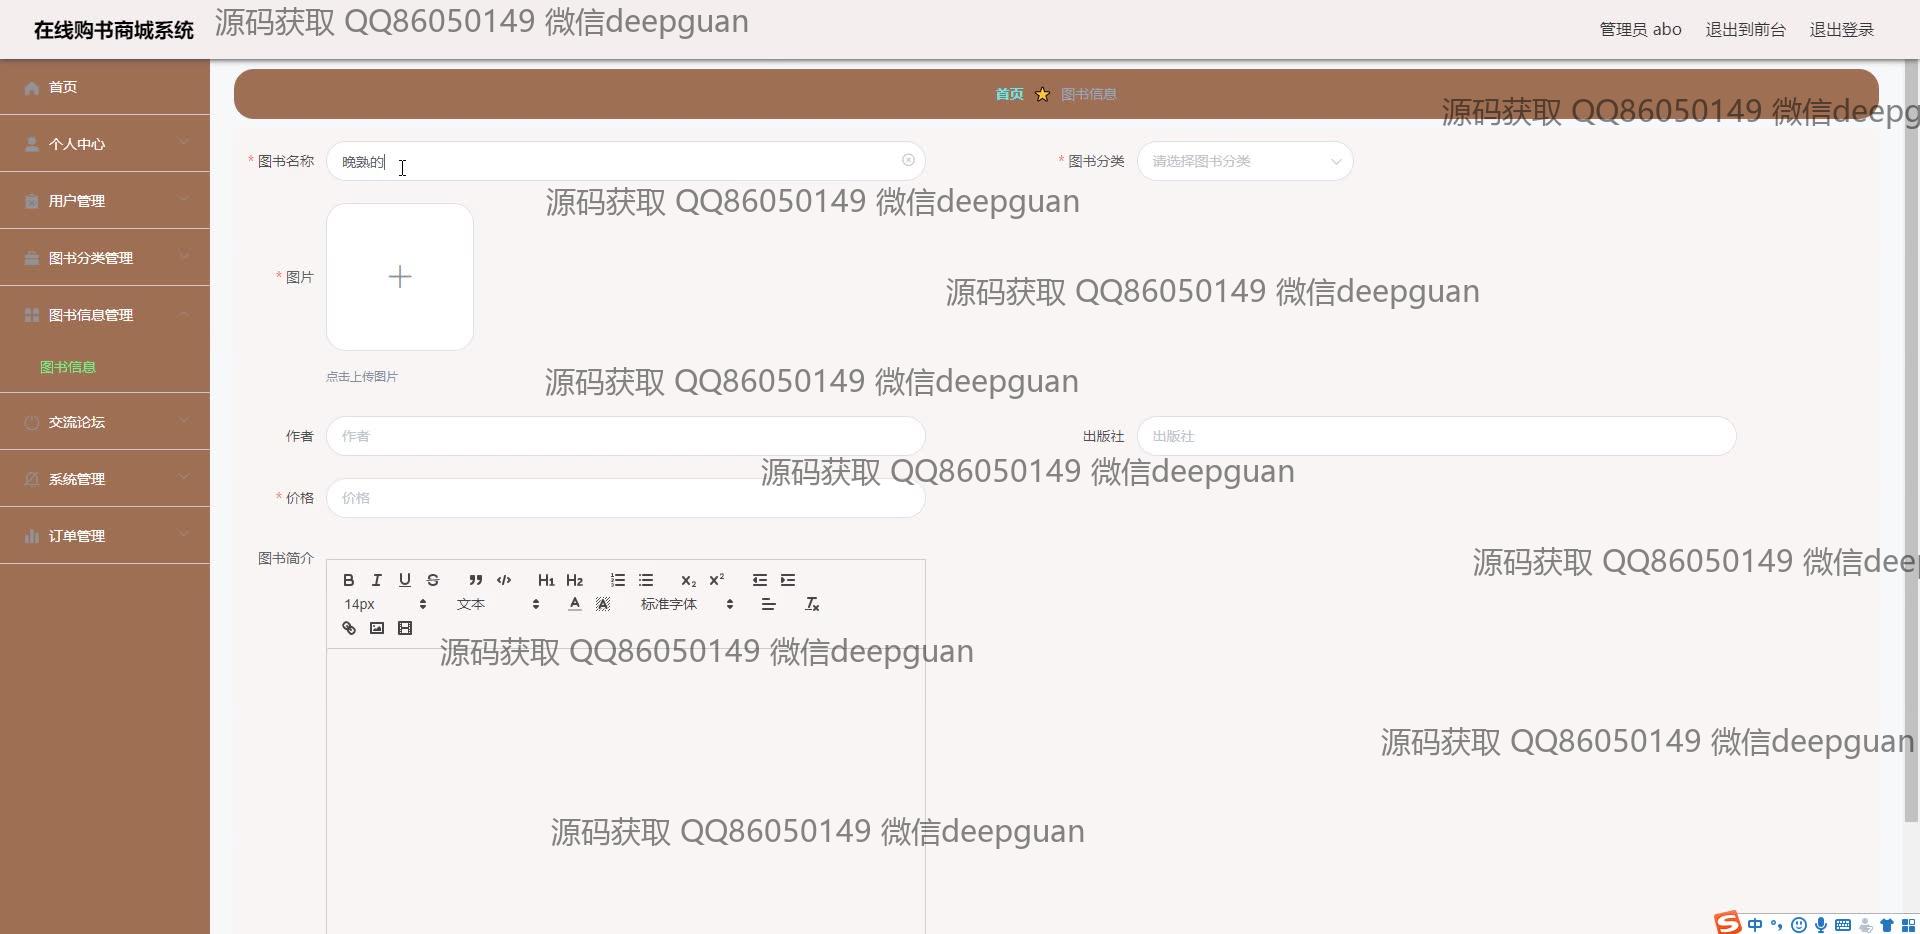 在线购书商城系统
源码获取 QQ86050149 微信deepguan
管理员 abo
退出到前台
退出登录
首页
个人中心
用户管理
图书分类管理
图书信息管理
图书信息
交流论坛
系统管理
订单管理
首页 图书信息
源码获取 QQ86050149 微信deepg
* 图书名称
晚熟的
* 图书分类
请选择图书分类
源码获取 QQ86050149 微信deepguan
* 图片
源码获取 QQ86050149 微信deepguan
点击上传图片
源码获取 QQ86050149 微信deepguan
作者
作者
出版社
出版社
源码获取 QQ86050149 微信deepguan
* 价格
价格
图书简介
源码获取 QQ86050149 微信deep
B I U S H1 H2 X2 X2
14px 文本 A A 标准字体 Tx
源码获取 QQ86050149 微信deepguan
源码获取 QQ86050149 微信deepguan
源码获取 QQ86050149 微信deepguan
S 中